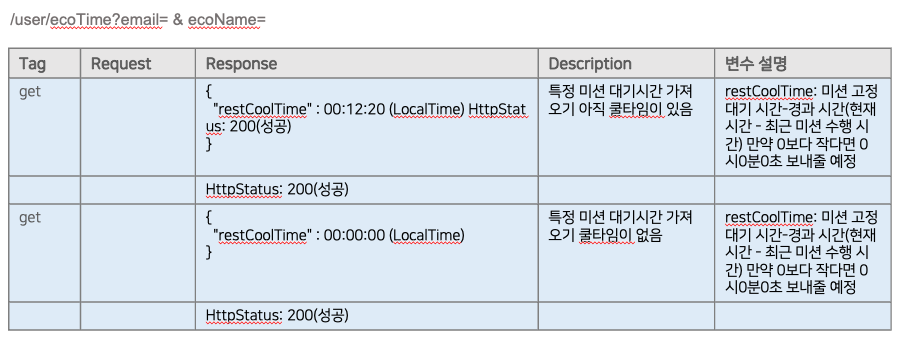 /user/ecoTime?email= & ecoName=
Tag Request Response Description 변수 설명
get
{
"restCoolTime" : 00:12:20 (LocalTime) HttpStat
us: 200(성공)
}
특정 미션 대기시간 가져
오기 아직 쿨타임이 있음
restCoolTime: 미션 고정
대기 시간-경과 시간(현재
시간 - 최근 미션 수행 시
간) 만약 0보다 작다면 0
시0분0초 보내줄 예정
HttpStatus: 200(성공)
get
{
"restCoolTime" : 00:00:00 (LocalTime)
}
특정 미션 대기시간 가져
오기 쿨타임이 없음
restCoolTime: 미션 고정
대기 시간-경과 시간(현재
시간 - 최근 미션 수행 시
간) 만약 0보다 작다면 0
시0분0초 보내줄 예정
HttpStatus: 200(성공)